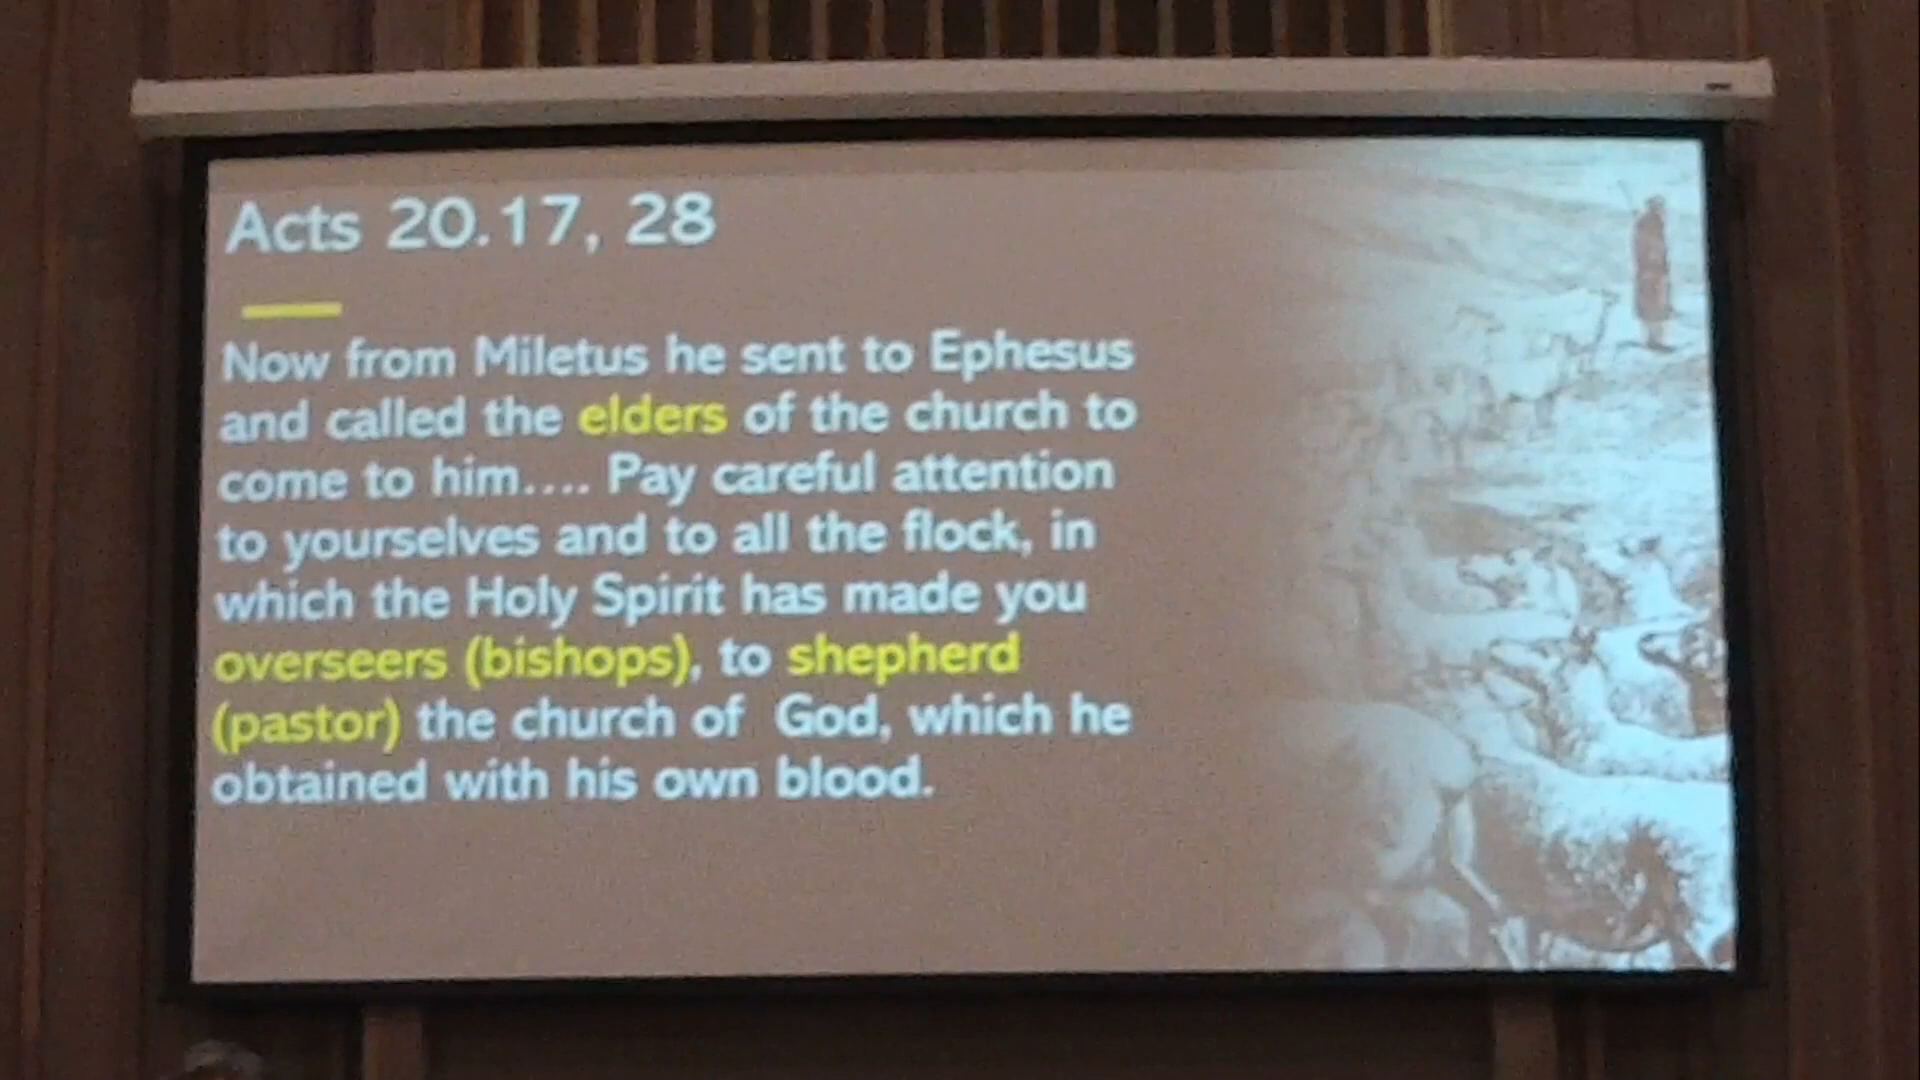 Acts 20.17, 28
Now from Miletus he sent to Ephesus
and called the elders of the church to
come to him.... Pay careful attention
to yourselves and to all the flock, in
which the Holy Spirit has made you
overseers (bishops), to shepherd
(pastor) the church of God, which he
obtained with his own blood.